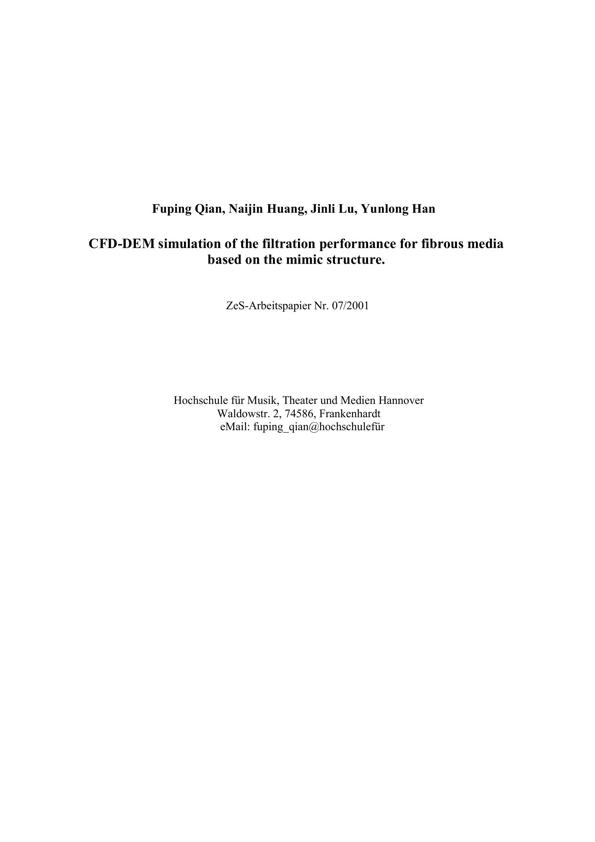 Fuping Qian, Naijin Huang, Jinli Lu, Yunlong Han
CFD-DEM simulation of the filtration performance for fibrous media
based on the mimic structure.
ZeS-Arbeitspapier Nr. 07/2001
Hochschule für Musik, Theater und Medien Hannover
Waldowstr. 2, 74586, Frankenhardt
eMail: fuping_qian@hochschulefür